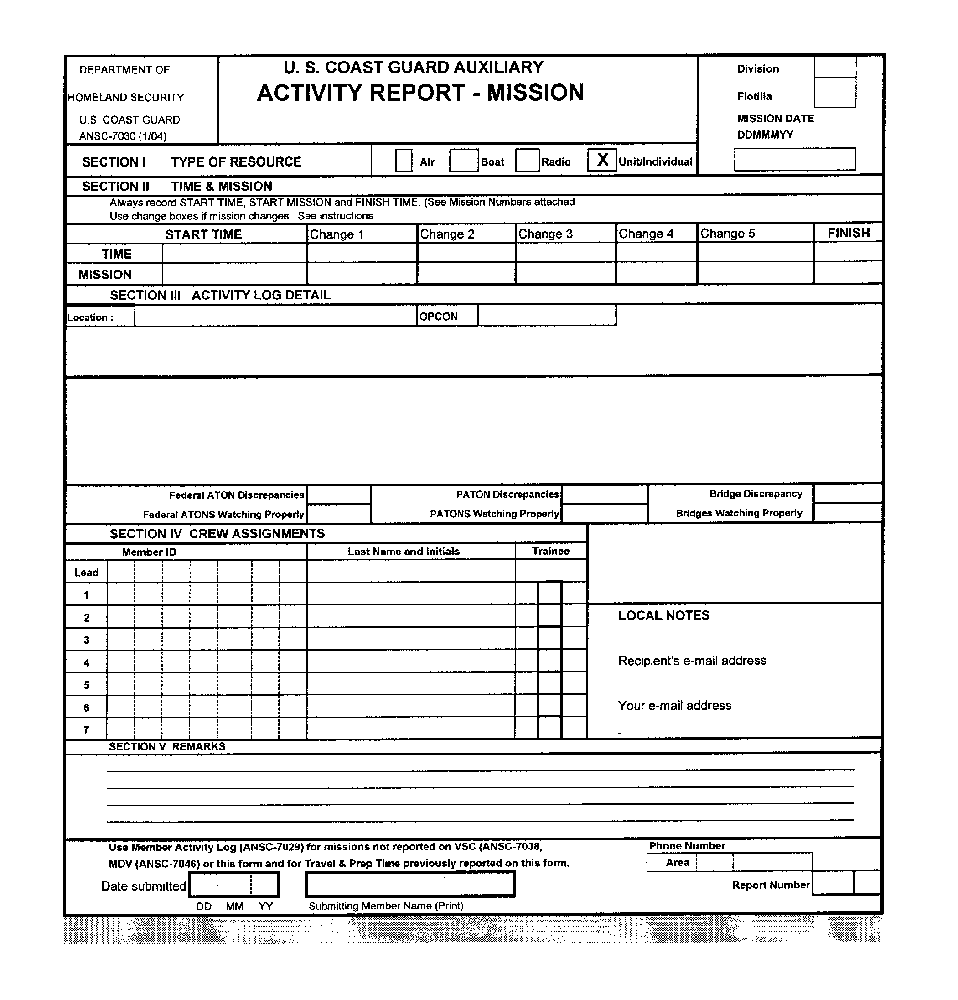 DEPARTMENT OF
HOMELAND SECURITY
U.S. COAST GUARD
ANSC-7030 (1/04)
U. S. COAST GUARD AUXILIARY
ACTIVITY REPORT - MISSION
Division
Flotilla
MISSION DATE
DDMMMYY
SECTION I TYPE OF RESOURCE Air Boat Radio X Unit/Individual
SECTION II TIME & MISSION
Always record START TIME, START MISSION and FINISH TIME. (See Mission Numbers attached
Use change boxes if mission changes. See instructions
START TIME Change 1 Change 2 Change 3 Change 4 Change 5 FINISH
TIME
MISSION
SECTION III ACTIVITY LOG DETAIL
Location : OPCON
Federal ATON Discrepancies PATON Discrepancies Bridge Discrepancy
Federal ATONS Watching Properly PATONS Watching Properly Bridges Watching Properly
SECTION IV CREW ASSIGNMENTS
Member ID Last Name and Initials Trainee
Lead
1
2
3
4
5
6
7
LOCAL NOTES
Recipient's e-mail address
Your e-mail address
SECTION V REMARKS
Use Member Activity Log (ANSC-7029) for missions not reported on VSC (ANSC-7038,
MDV (ANSC-7046) or this form and for Travel & Prep Time previously reported on this form.
Phone Number
Area
Date submitted
Report Number
DD MM YY Submitting Member Name (Print)